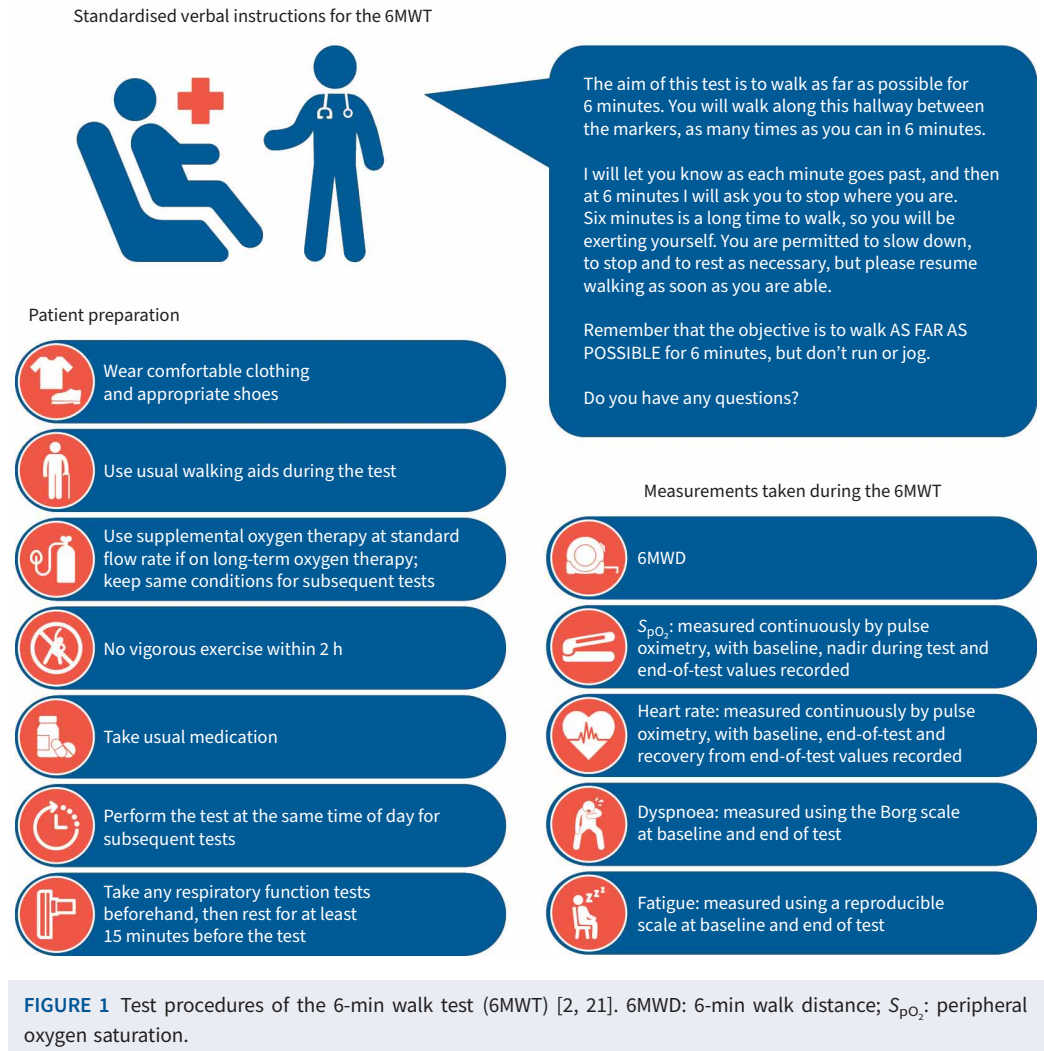 Standardised verbal instructions for the 6MWT
The aim of this test is to walk as far as possible for
6 minutes. You will walk along this hallway between
the markers, as many times as you can in 6 minutes.
I will let you know as each minute goes past, and then
at 6 minutes I will ask you to stop where you are.
Six minutes is a long time to walk, so you will be
exerting yourself. You are permitted to slow down,
to stop and to rest as necessary, but please resume
walking as soon as you are able.
Remember that the objective is to walk AS FAR AS
POSSIBLE for 6 minutes, but don’t run or jog.
Do you have any questions?
Patient preparation
Wear comfortable clothing
and appropriate shoes
Use usual walking aids during the test
Use supplemental oxygen therapy at standard
flow rate if on long-term oxygen therapy;
keep same conditions for subsequent tests
No vigorous exercise within 2 h
Take usual medication
Perform the test at the same time of day for
subsequent tests
Take any respiratory function tests
beforehand, then rest for at least
15 minutes before the test
Measurements taken during the 6MWT
6MWD
SpO₂: measured continuously by pulse
oximetry, with baseline, nadir during test and
end-of-test values recorded
Heart rate: measured continuously by pulse
oximetry, with baseline, end-of-test and
recovery from end-of-test values recorded
Dyspnoea: measured using the Borg scale
at baseline and end of test
zzz
Fatigue: measured using a reproducible
scale at baseline and end of test
FIGURE 1 Test procedures of the 6-min walk test (6MWT) [2, 21]. 6MWD: 6-min walk distance; SpO₂: peripheral
oxygen saturation.